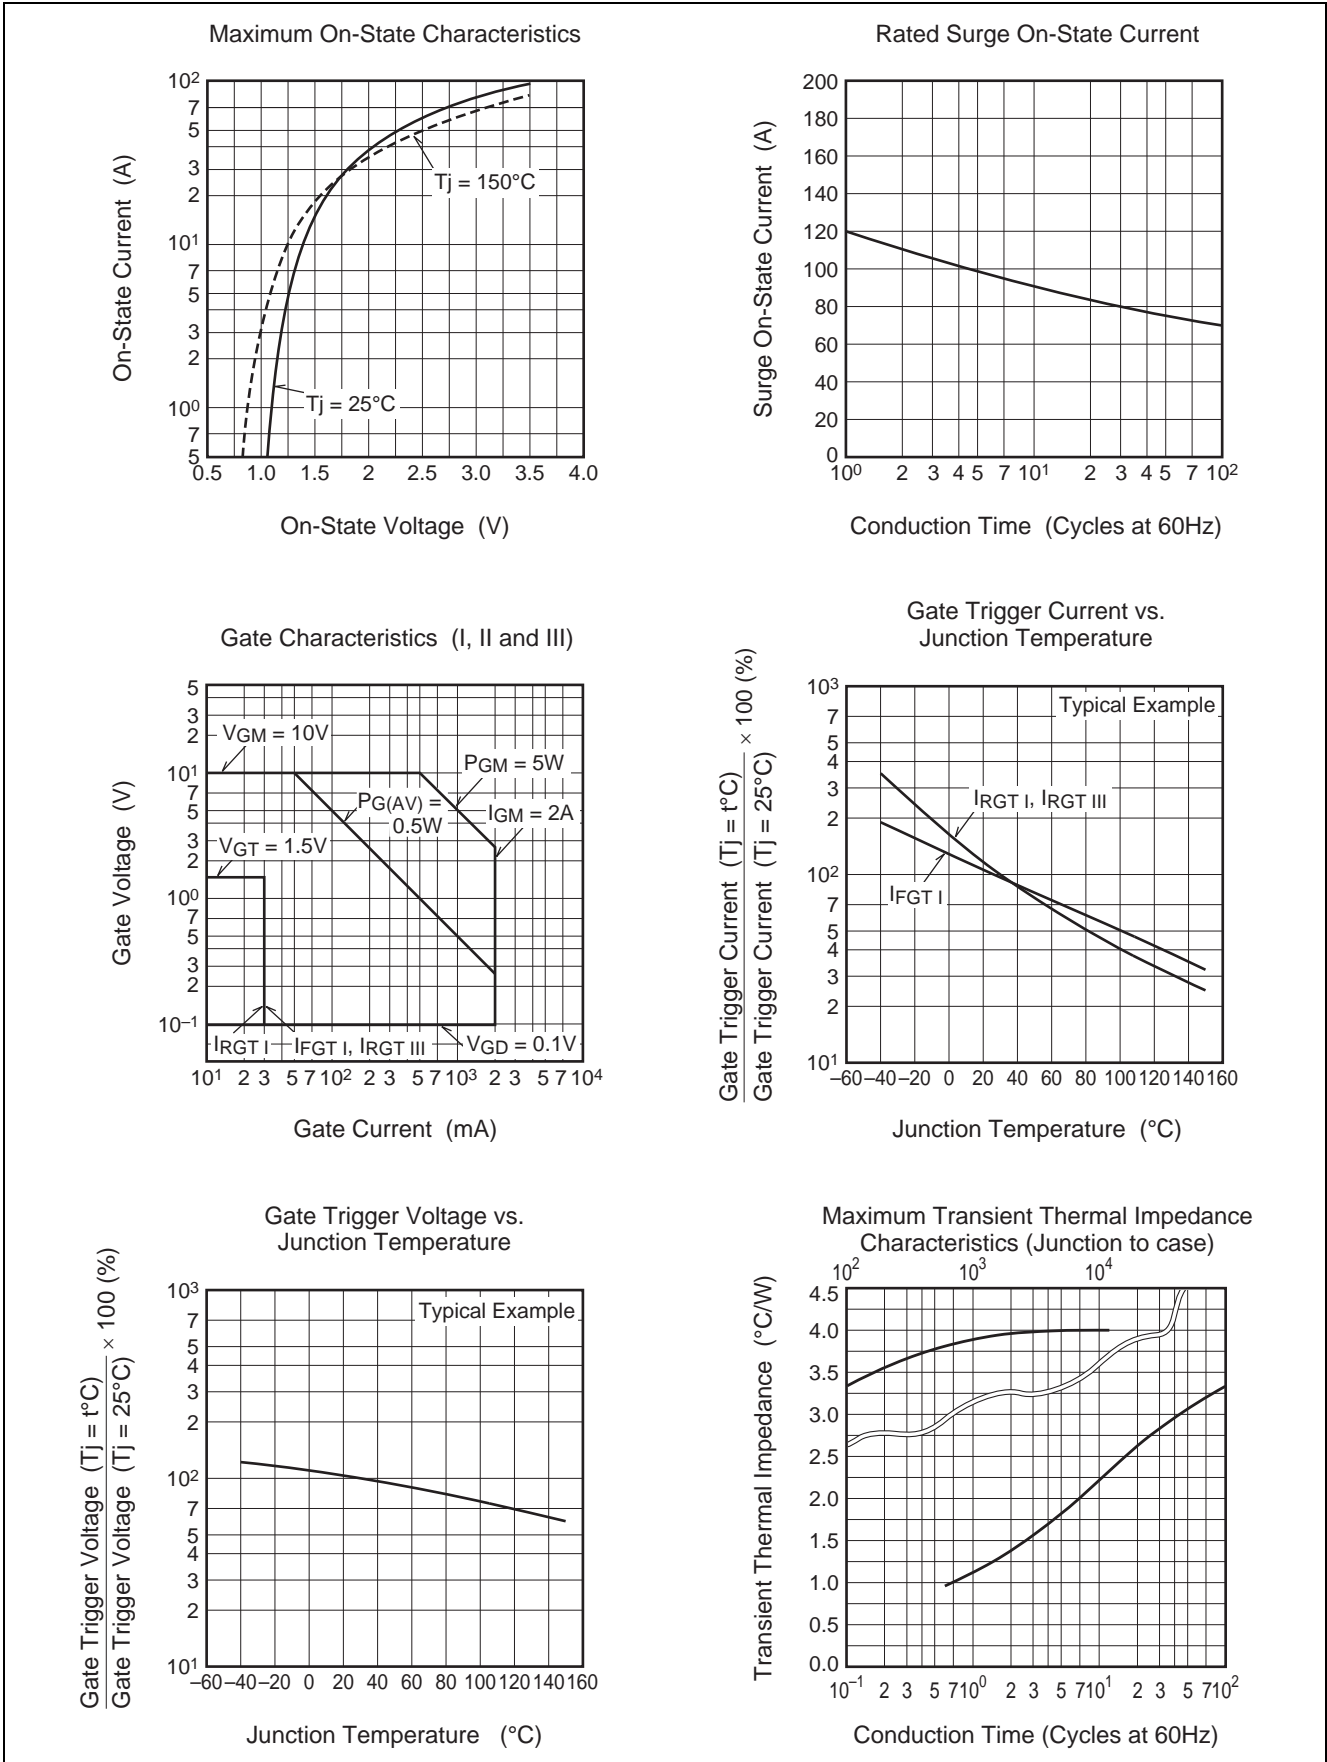 Maximum On-State Characteristics
On-State Current (A)
10²
7
5
3
2
10¹
7
5
3
2
10⁰
7
5
Tj = 150°C
Tj = 25°C
0.5 1.0 1.5 2 2.5 3.0 3.5 4.0
On-State Voltage (V)
Rated Surge On-State Current
Surge On-State Current (A)
200
180
160
140
120
100
80
60
40
20
0
10⁰ 2 3 4 5 7 10¹ 2 3 4 5 7 10²
Conduction Time (Cycles at 60Hz)
Gate Characteristics (I, II and III)
Gate Voltage (V)
5
3
2
10¹
7
5
3
2
10⁰
7
5
3
2
10⁻¹
VGM = 10V
PGM = 5W
PG(AV) =
0.5W
IGM = 2A
VGT = 1.5V
IRGT I
IFGT I, IRGT III
VGD = 0.1V
10¹ 2 3 5 7 10² 2 3 5 7 10³ 2 3 5 7 10⁴
Gate Current (mA)
Gate Trigger Current vs.
Junction Temperature
Gate Trigger Current (Tj = t°C)
Gate Trigger Current (Tj = 25°C)
× 100 (%)
10³
7
5
4
3
2
10²
7
5
4
3
2
10¹
Typical Example
IRGT I, IRGT III
IFGT I
–60 –40 –20 0 20 40 60 80 100 120 140 160
Junction Temperature (°C)
Gate Trigger Voltage vs.
Junction Temperature
Gate Trigger Voltage (Tj = t°C)
Gate Trigger Voltage (Tj = 25°C)
× 100 (%)
10³
7
5
4
3
2
10²
7
5
4
3
2
10¹
Typical Example
–60 –40 –20 0 20 40 60 80 100 120 140 160
Junction Temperature (°C)
Maximum Transient Thermal Impedance
Characteristics (Junction to case)
10² 10³ 10⁴
Transient Thermal Impedance (°C/W)
4.5
4.0
3.5
3.0
2.5
2.0
1.5
1.0
0.5
0.0
10⁻¹ 2 3 5 7 10⁰ 2 3 5 7 10¹ 2 3 5 7 10²
Conduction Time (Cycles at 60Hz)